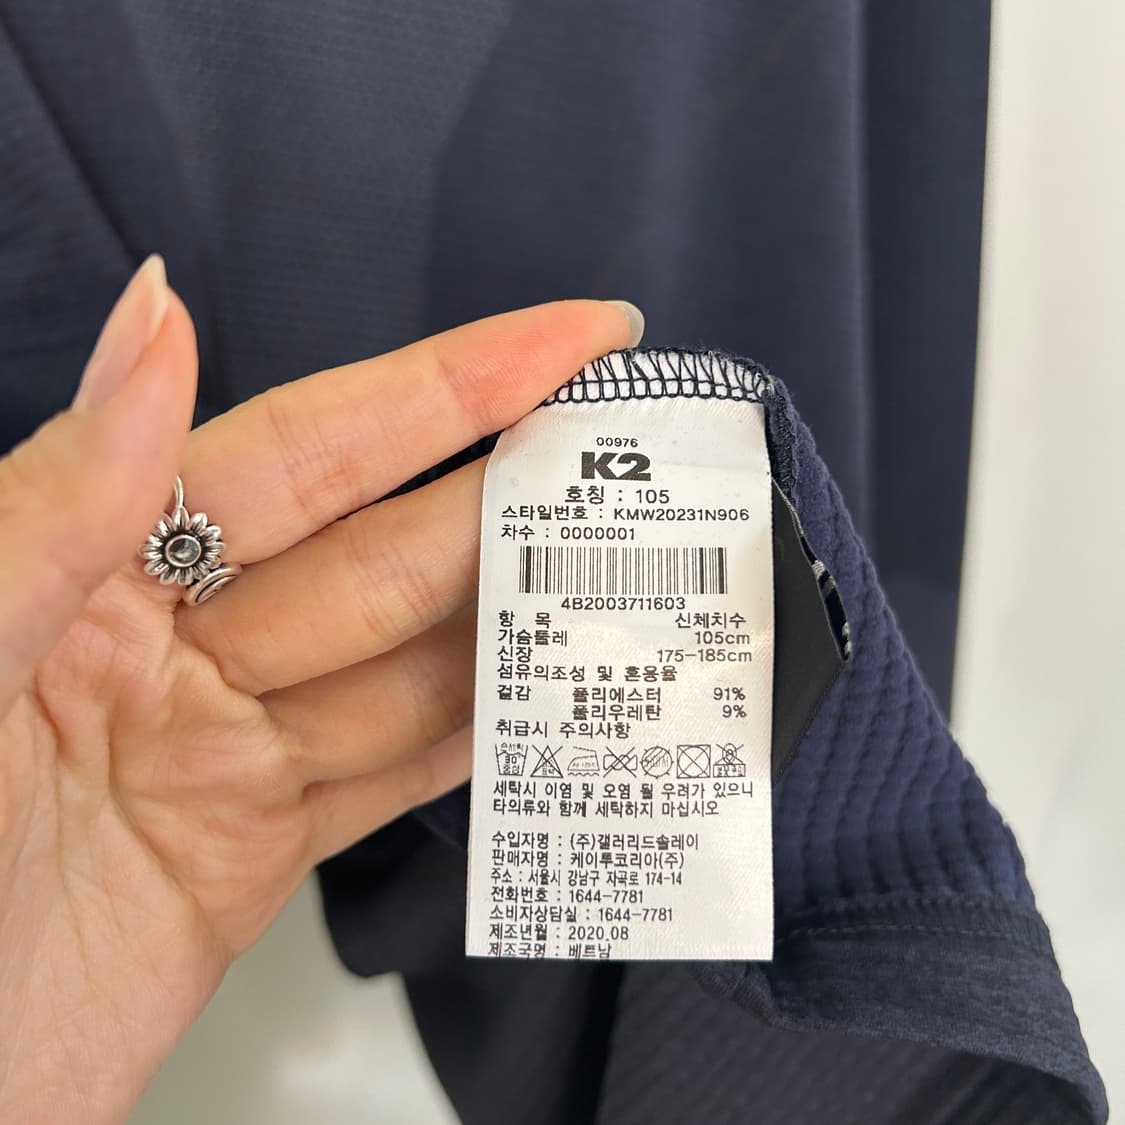 00976
K2
호칭 : 105
스타일번호 : KMW20231N906
차수 : 0000001
4B2003711603
항 목 신체치수
가슴둘레 105cm
신장 175-185cm
섬유의조성 및 혼용율
겉감 폴리에스터 91%
폴리우레탄 9%
취급시 주의사항
세탁시 이염 및 오염 될 우려가 있으니
타의류와 함께 세탁하지 마십시오
수입자명 : (주)갤러리드솔레이
판매자명 : 케이투코리아(주)
주소 : 서울시 강남구 자곡로 174-14
전화번호 : 1644-7781
소비자상담실 : 1644-7781
제조년월 : 2020.08
제조국명 : 베트남